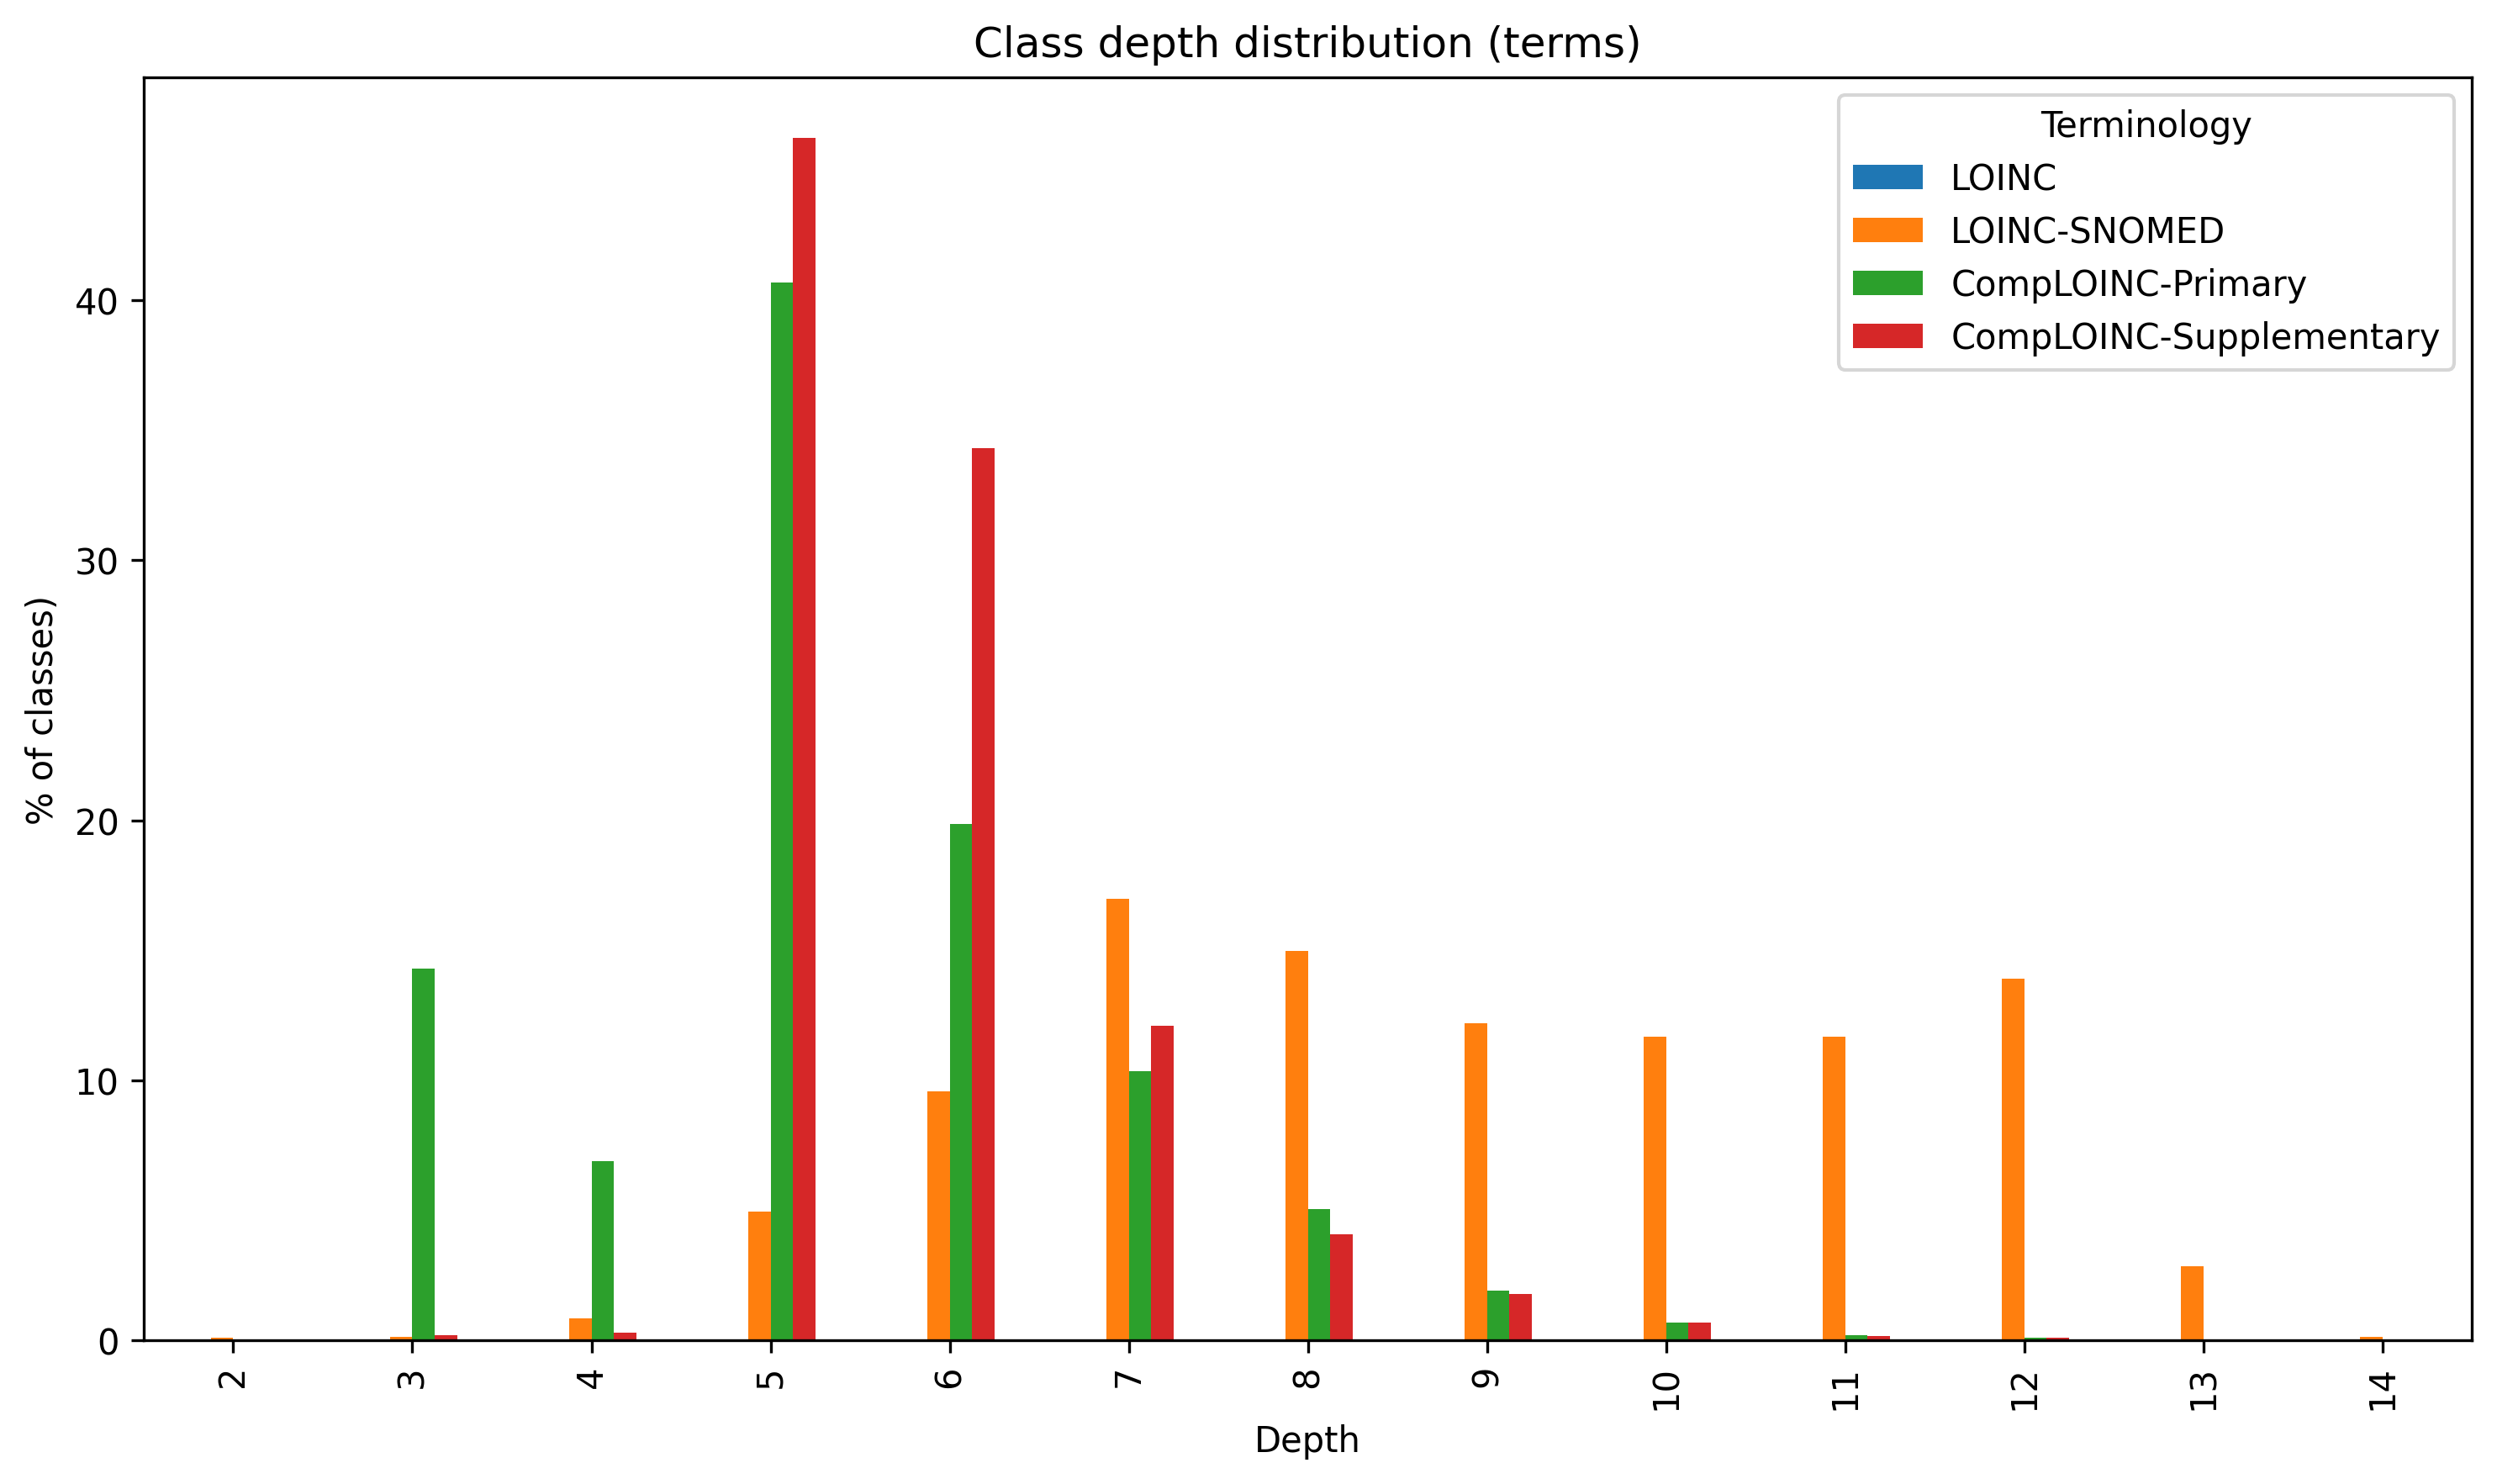 Class depth distribution (terms)
Terminology
LOINC
LOINC-SNOMED
CompLOINC-Primary
CompLOINC-Supplementary
% of classes)
40
30
20
10
0
2 3 4 5 6 7 8 9 10 11 12 13 14
Depth